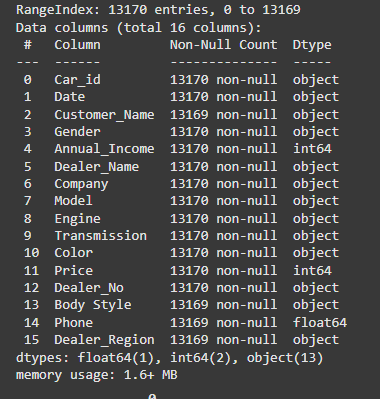 RangeIndex: 13170 entries, 0 to 13169
Data columns (total 16 columns):
 #   Column         Non-Null Count  Dtype
---  ------         --------------  -----
 0   Car_id         13170 non-null  object
 1   Date           13170 non-null  object
 2   Customer_Name  13169 non-null  object
 3   Gender         13170 non-null  object
 4   Annual_Income  13170 non-null  int64
 5   Dealer_Name    13170 non-null  object
 6   Company        13170 non-null  object
 7   Model          13170 non-null  object
 8   Engine         13170 non-null  object
 9   Transmission   13170 non-null  object
 10  Color          13170 non-null  object
 11  Price          13170 non-null  int64
 12  Dealer_No      13170 non-null  object
 13  Body Style     13169 non-null  object
 14  Phone          13169 non-null  float64
 15  Dealer_Region  13169 non-null  object
dtypes: float64(1), int64(2), object(13)
memory usage: 1.6+ MB